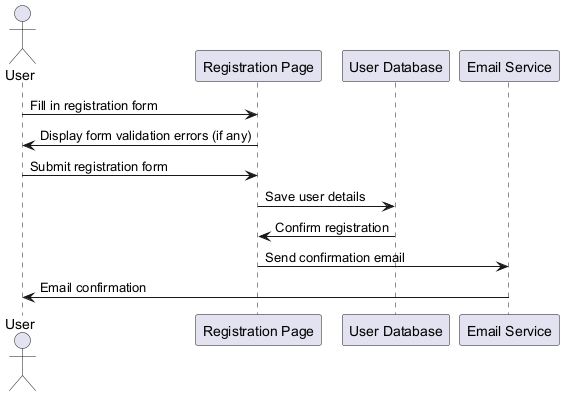 User
Registration Page
User Database
Email Service
Fill in registration form
Display form validation errors (if any)
Submit registration form
Save user details
Confirm registration
Send confirmation email
Email confirmation
User
Registration Page
User Database
Email Service